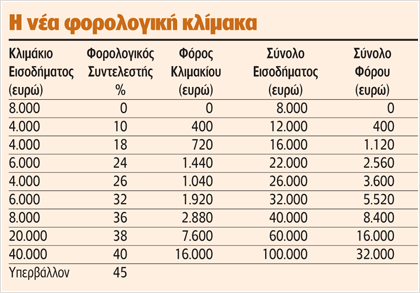 Η νέα φορολογική κλίμακα
Κλιμάκιο Φορολογικός Φόρος Σύνολο Σύνολο
Εισοδήματος Συντελεστής Κλιμακίου Εισοδήματος Φόρου
(ευρώ) % (ευρώ) (ευρώ) (ευρώ)
8.000 0 0 8.000 0
4.000 10 400 12.000 400
4.000 18 720 16.000 1.120
6.000 24 1.440 22.000 2.560
4.000 26 1.040 26.000 3.600
6.000 32 1.920 32.000 5.520
8.000 36 2.880 40.000 8.400
20.000 38 7.600 60.000 16.000
40.000 40 16.000 100.000 32.000
Υπερβάλλον 45